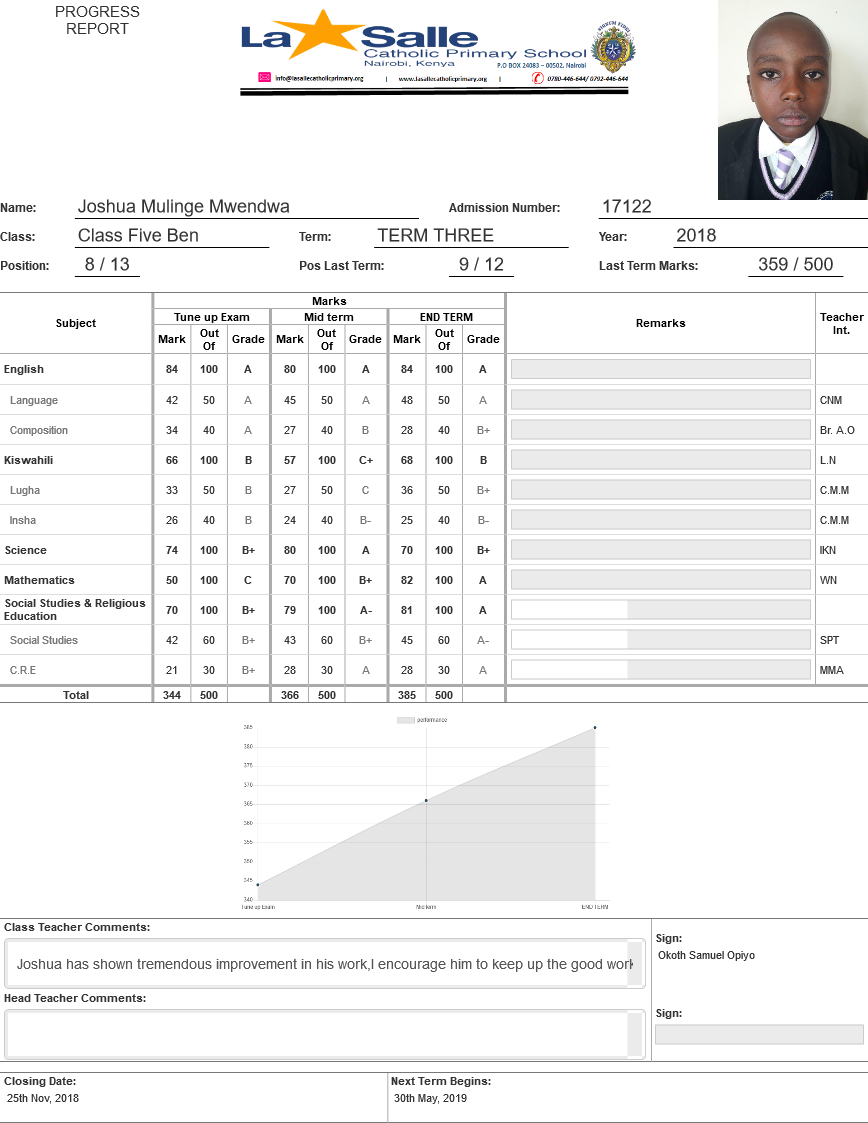 PROGRESS
REPORT
La Salle
Catholic Primary School
Nairobi, Kenya
P.O BOX 24083 – 00502, Nairobi
info@lasallecatholicprimary.org | www.lasallecatholicprimary.org | 0780-446-644/ 0792-446-644
Name: Joshua Mulinge Mwendwa Admission Number: 17122
Class: Class Five Ben Term: TERM THREE Year: 2018
Position: 8 / 13 Pos Last Term: 9 / 12 Last Term Marks: 359 / 500
Subject Marks Remarks Teacher Int.
Tune up Exam Mid term END TERM
Mark Out Of Grade Mark Out Of Grade Mark Out Of Grade
English 84 100 A 80 100 A 84 100 A
Language 42 50 A 45 50 A 48 50 A CNM
Composition 34 40 A 27 40 B 28 40 B+ Br. A.O
Kiswahili 66 100 B 57 100 C+ 68 100 B L.N
Lugha 33 50 B 27 50 C 36 50 B+ C.M.M
Insha 26 40 B 24 40 B- 25 40 B- C.M.M
Science 74 100 B+ 80 100 A 70 100 B+ IKN
Mathematics 50 100 C 70 100 B+ 82 100 A WN
Social Studies & Religious Education 70 100 B+ 79 100 A- 81 100 A
Social Studies 42 60 B+ 43 60 B+ 45 60 A- SPT
C.R.E 21 30 B+ 28 30 A 28 30 A MMA
Total 344 500 366 500 385 500
performance
385
380
375
370
365
360
355
350
345
340
Tune up Exam Mid term END TERM
Class Teacher Comments:
Joshua has shown tremendous improvement in his work,I encourage him to keep up the good work
Sign:
Okoth Samuel Opiyo
Head Teacher Comments:
Sign:
Closing Date:
25th Nov, 2018
Next Term Begins:
30th May, 2019